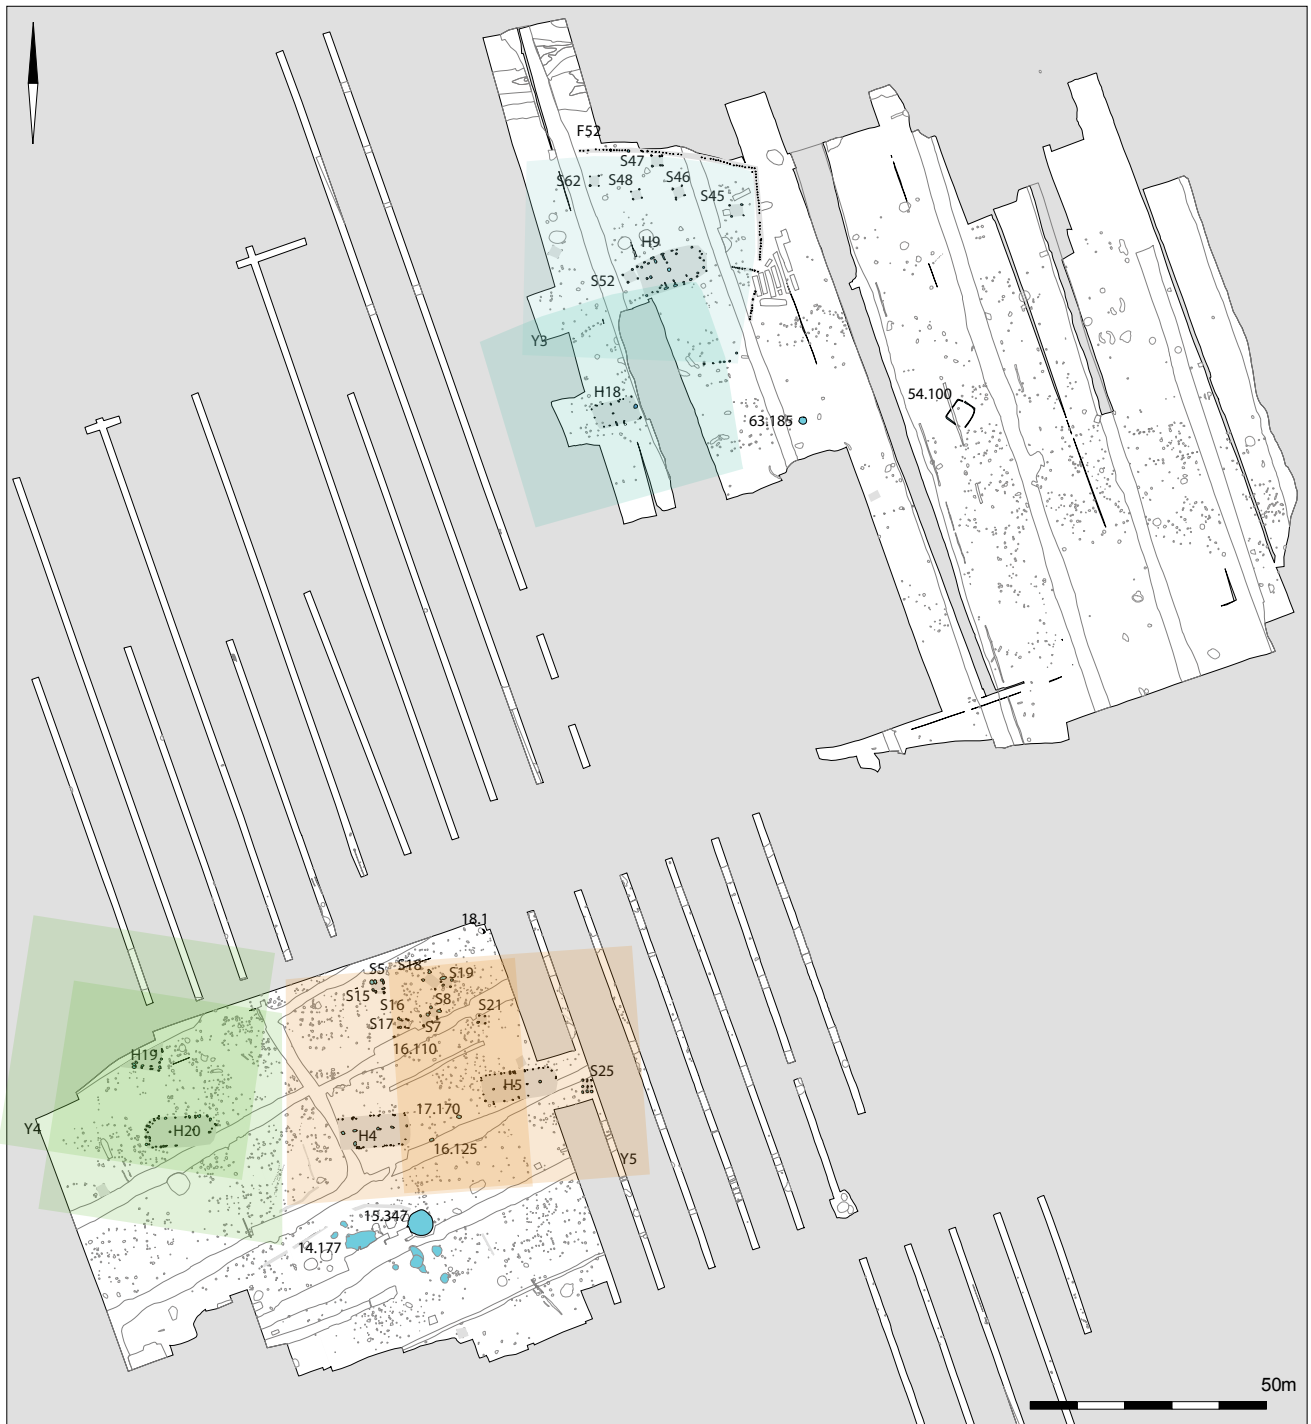 F52
S47
S62 S48 S46
S45
H9
S52
Y3
H18
54.100
63.185
18.1
S5 S18
S19
S15
S16 S8 S21
S17 S7
16.110
H19
S25
H5
17.170
Y4 H20 H4
16.125
Y5
15.347
14.177
50m